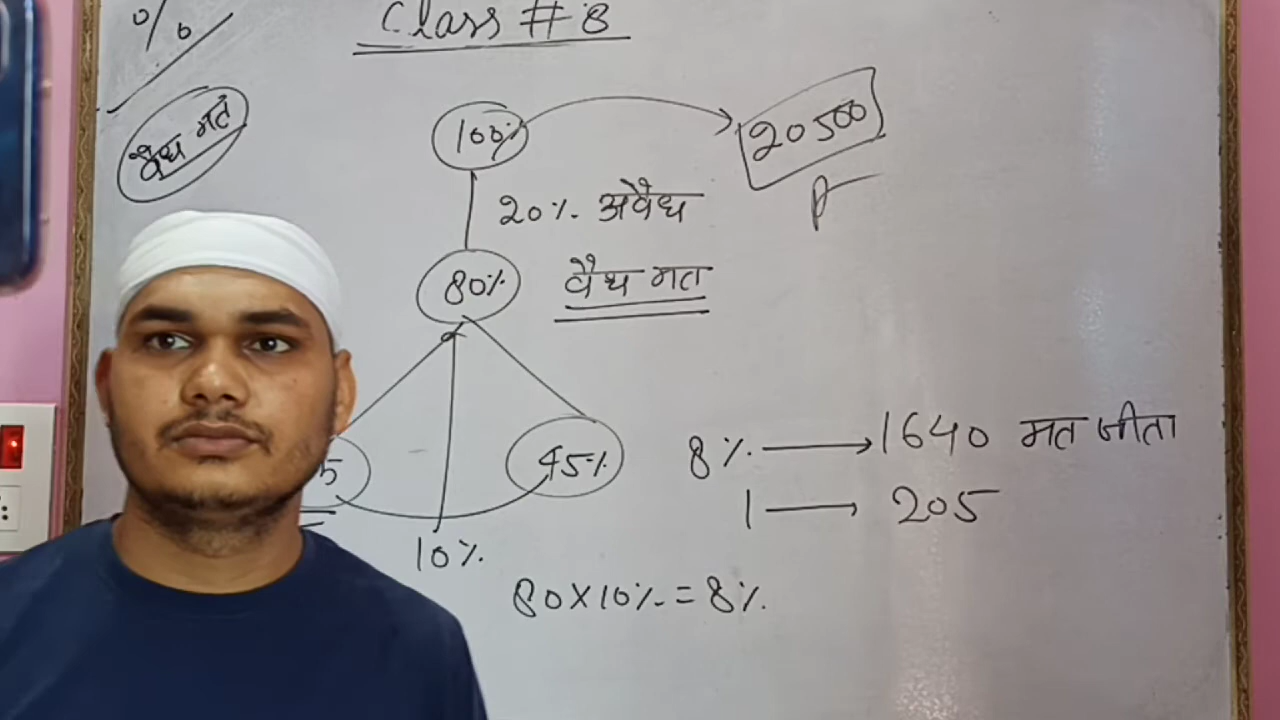 %
Class # 8
वैध मत
100%
20500
20% अवैध
80%
वैध मत
5
45%
8% → 1640 मत जीता
1 → 205
10%
80×10%=8%